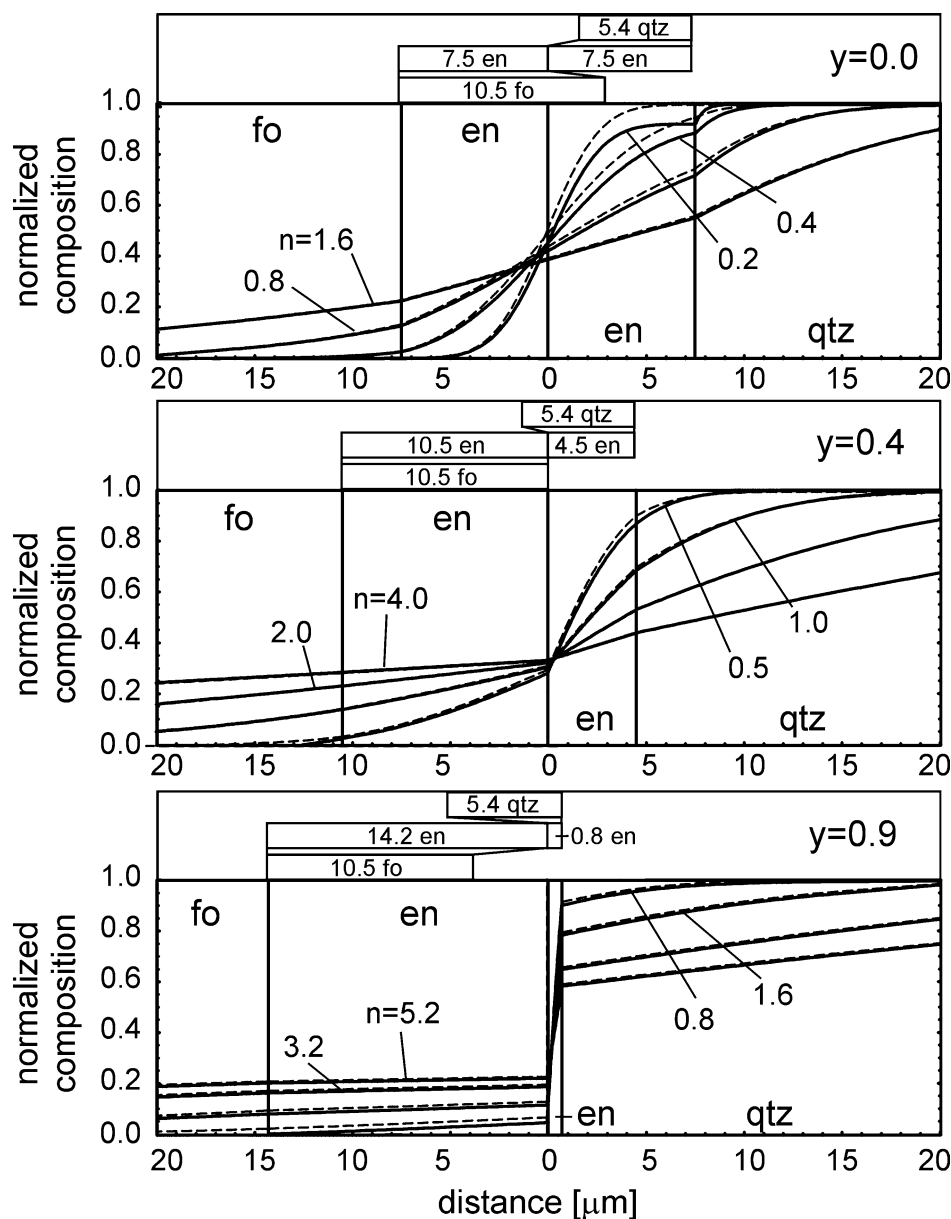 5.4 qtz
7.5 en 7.5 en y=0.0
10.5 fo
1.0 fo en
0.8
0.6
n=1.6 0.4
0.4 0.8 0.2
0.2
0.0 en qtz
20 15 10 5 0 5 10 15 20
normalized
composition
5.4 qtz
10.5 en 4.5 en y=0.4
10.5 fo
1.0 fo en
0.8
0.6
n=4.0 1.0
0.4 2.0 0.5
0.2
0.0 en qtz
20 15 10 5 0 5 10 15 20
normalized
composition
5.4 qtz
14.2 en 0.8 en y=0.9
10.5 fo
1.0 fo en
0.8
0.6
n=5.2 1.6
0.4 3.2 0.8
0.2
0.0 en qtz
20 15 10 5 0 5 10 15 20
normalized
composition
distance [μm]